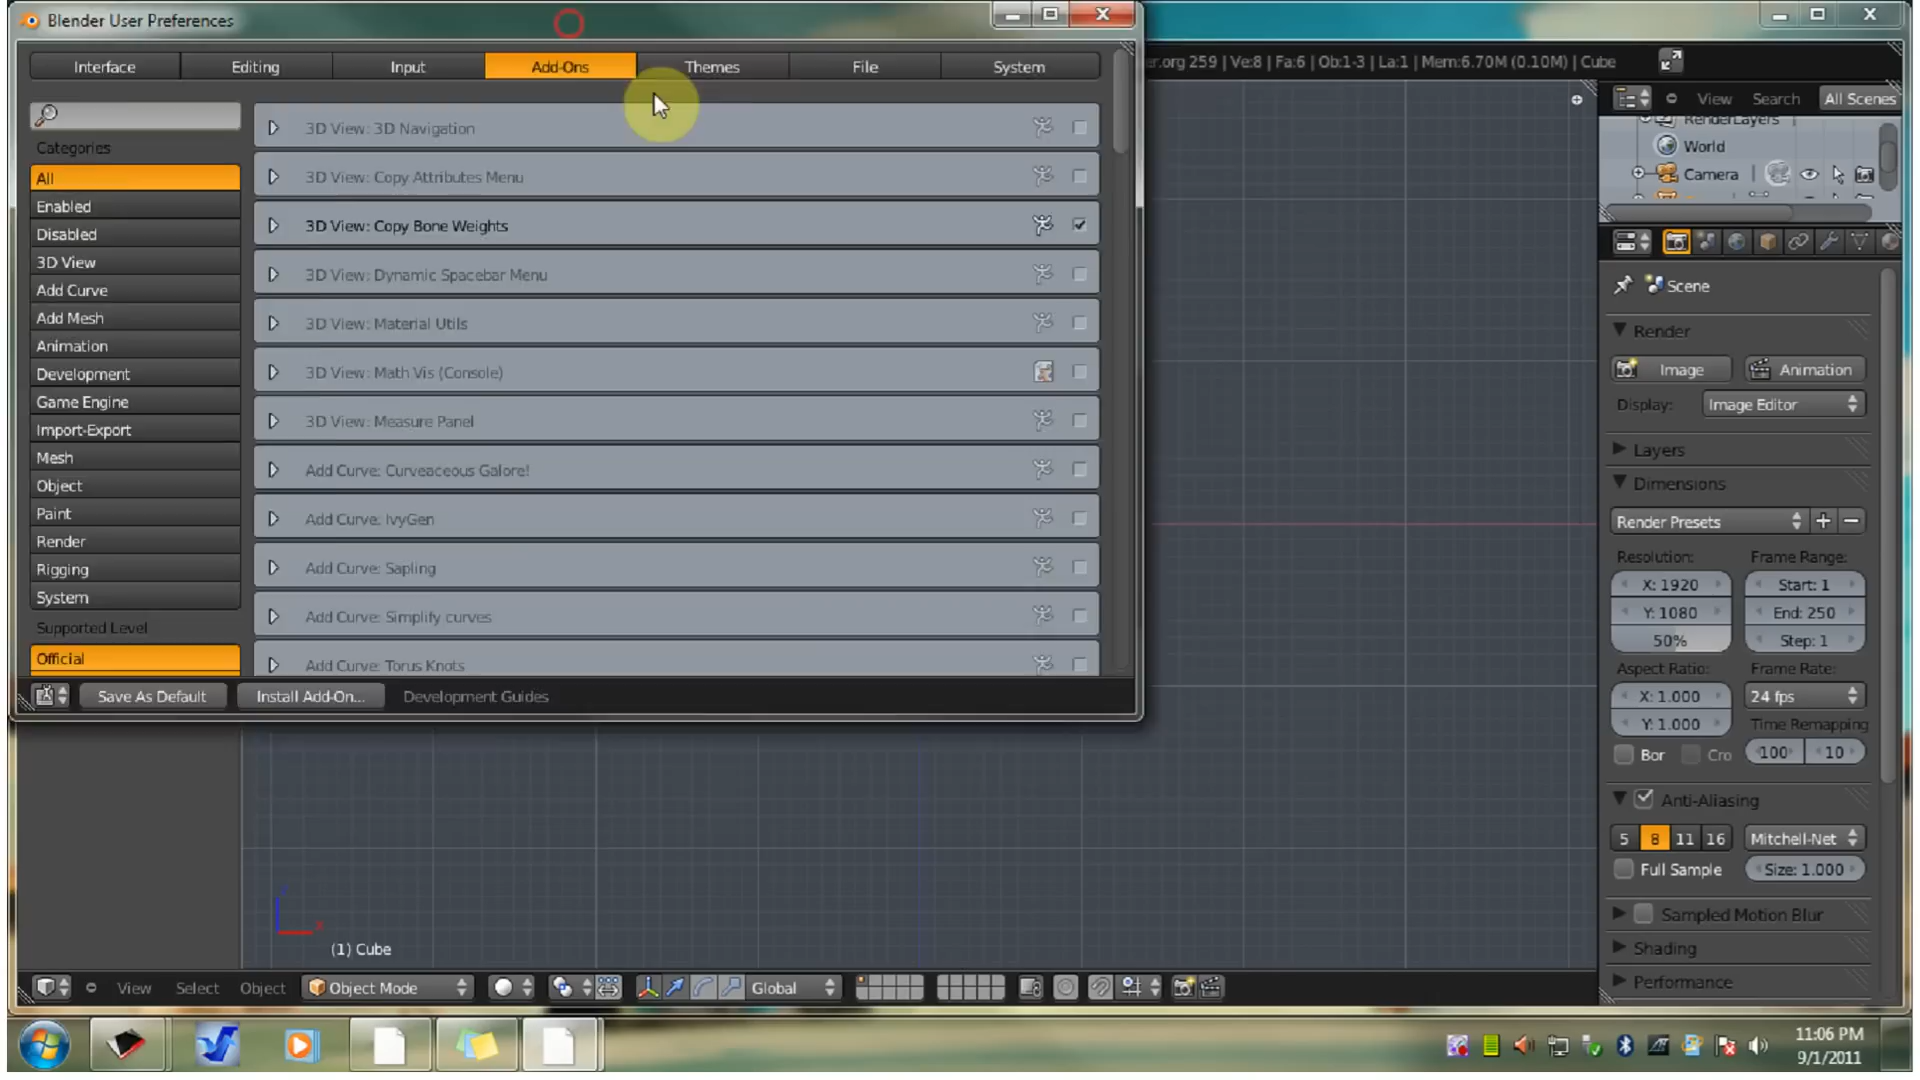 Blender User Preferences
Interface Editing Input Add-Ons Themes File System
er.org 259 | Ve:8 | Fa:6 | Ob:1-3 | La:1 | Mem:6.70M (0.10M) | Cube
View Search All Scenes
RenderLayers
World
Camera
Categories
All
Enabled
Disabled
3D View
Add Curve
Add Mesh
Animation
Development
Game Engine
Import-Export
Mesh
Object
Paint
Render
Rigging
System
Supported Level
Official
3D View: 3D Navigation
3D View: Copy Attributes Menu
3D View: Copy Bone Weights
3D View: Dynamic Spacebar Menu
3D View: Material Utils
3D View: Math Vis (Console)
3D View: Measure Panel
Add Curve: Curveaceous Galore!
Add Curve: IvyGen
Add Curve: Sapling
Add Curve: Simplify curves
Add Curve: Torus Knots
Save As Default Install Add-On... Development Guides
Scene
Render
Image Animation
Display: Image Editor
Layers
Dimensions
Render Presets
Resolution: Frame Range:
X: 1920 Start: 1
Y: 1080 End: 250
50% Step: 1
Aspect Ratio: Frame Rate:
X: 1.000 24 fps
Y: 1.000 Time Remapping
Bor Cro 100 10
Anti-Aliasing
5 8 11 16 Mitchell-Net
Full Sample Size: 1.000
Sampled Motion Blur
Shading
Performance
x
(1) Cube
View Select Object Object Mode Global
11:06 PM
9/1/2011